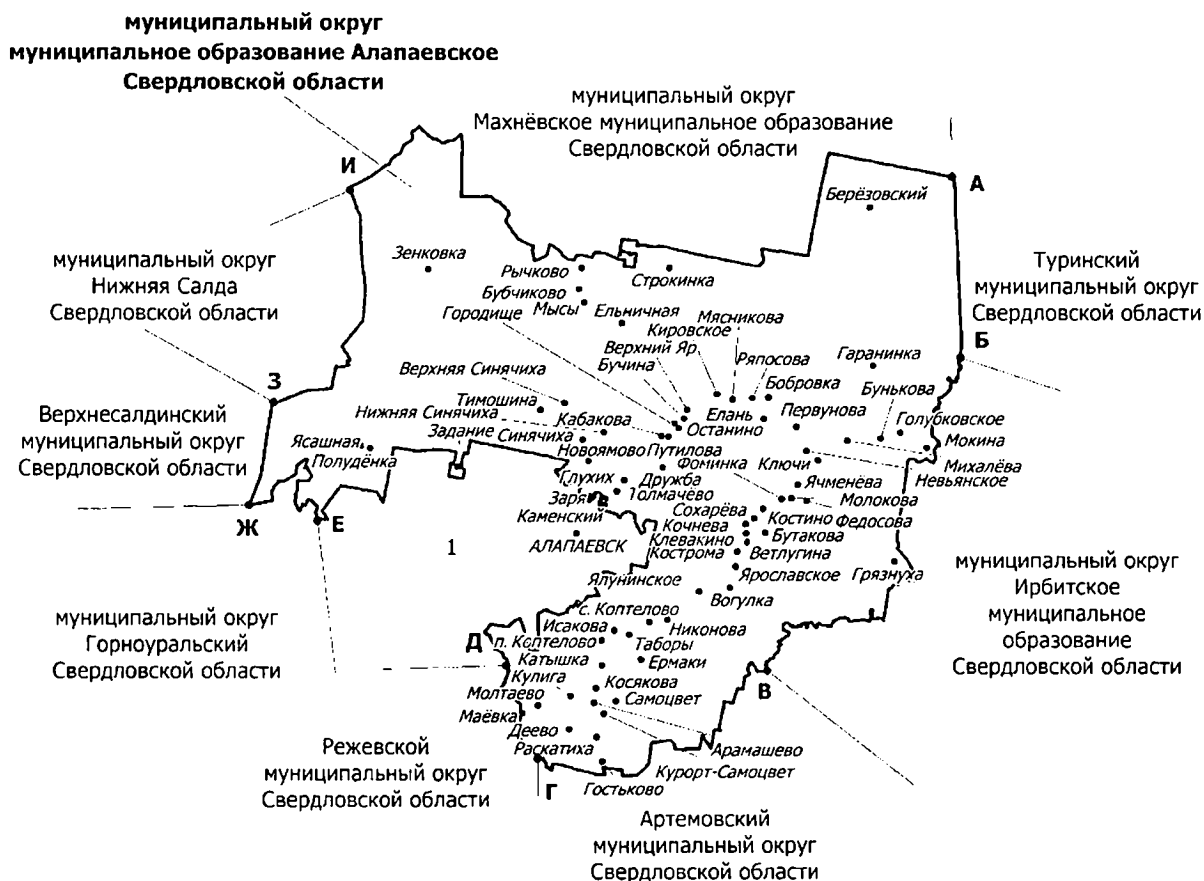 муниципальный округ
муниципальное образование Алапаевское
Свердловской области
муниципальный округ
Махнёвское муниципальное образование
Свердловской области
И
А
Берёзовский
муниципальный округ
Нижняя Салда
Свердловской области
Зенковка
Рычково
Бубчиково
Мысы
Городище
Строкинка
Ельничная
Мясникова
Кировское
Верхний Яр
Бучина
Ряпосова
Туринский
муниципальный округ
Свердловской области
Б
Гаранинка
Бобровка
Бунькова
Верхняя Синячиха
Тимошина
Нижняя Синячиха
Кабакова
Елань
Первунова
Голубковское
З
Верхнесалдинский
муниципальный округ
Свердловской области
Задание
Синячиха
Останино
Мокина
Ясашная
Полудёнка
Новоямово
Путилова
Фоминка
Ключи
Михалёва
Невьянское
Глухих
Дружба
Ячменёва
Заря
Толмачёво
Молокова
Ж
Е
Каменский
Сохарёва
Костино
Федосова
1
АЛАПАЕВСК
Кочнева
Клевакино
Кострома
Бутакова
Ветлугина
Ялунинское
Ярославское
Грязнуха
Вогулка
муниципальный округ
Ирбитское
муниципальное
образование
Свердловской области
муниципальный округ
Горноуральский
Свердловской области
с. Коптелово
Исакова
Никонова
Д
п. Коптелово
Таборы
Катышка
Ермаки
Кулига
В
Косякова
Молтаево
Самоцвет
Маёвка
Деево
Раскатиха
Арамашево
Режевской
муниципальный округ
Свердловской области
Курорт-Самоцвет
Г
Гостьково
Артемовский
муниципальный округ
Свердловской области